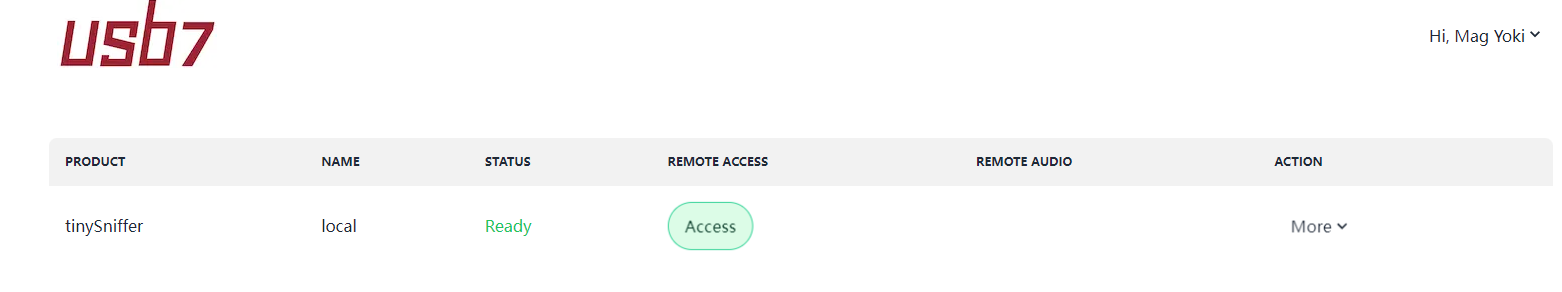 usb7
Hi, Mag Yoki
PRODUCT NAME STATUS REMOTE ACCESS REMOTE AUDIO ACTION
tinySniffer local Ready Access More